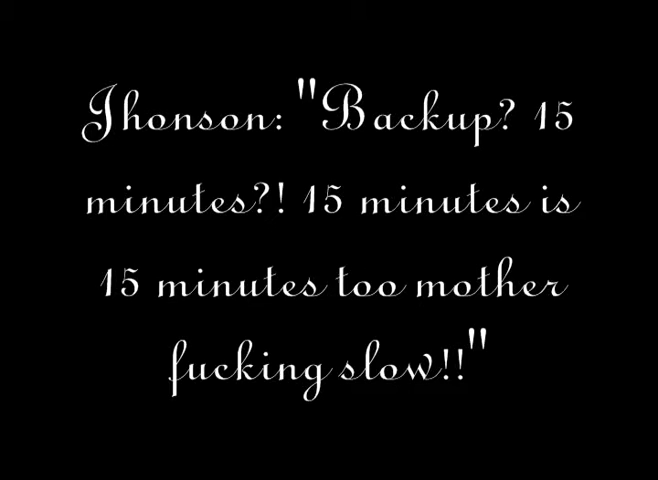 Jhonson: "Backup? 15
minutes?! 15 minutes is
15 minutes too mother
fucking slow!!"